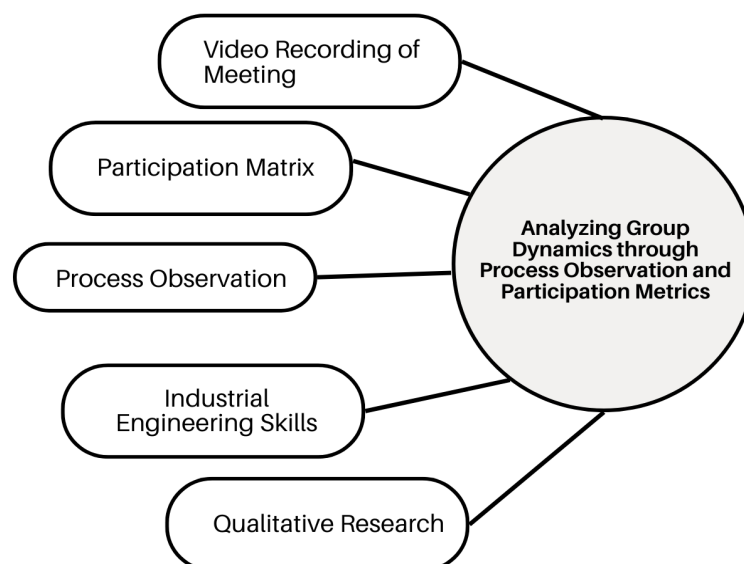 Video Recording of
Meeting
Participation Matrix
Process Observation
Industrial
Engineering Skills
Qualitative Research
Analyzing Group
Dynamics through
Process Observation and
Participation Metrics